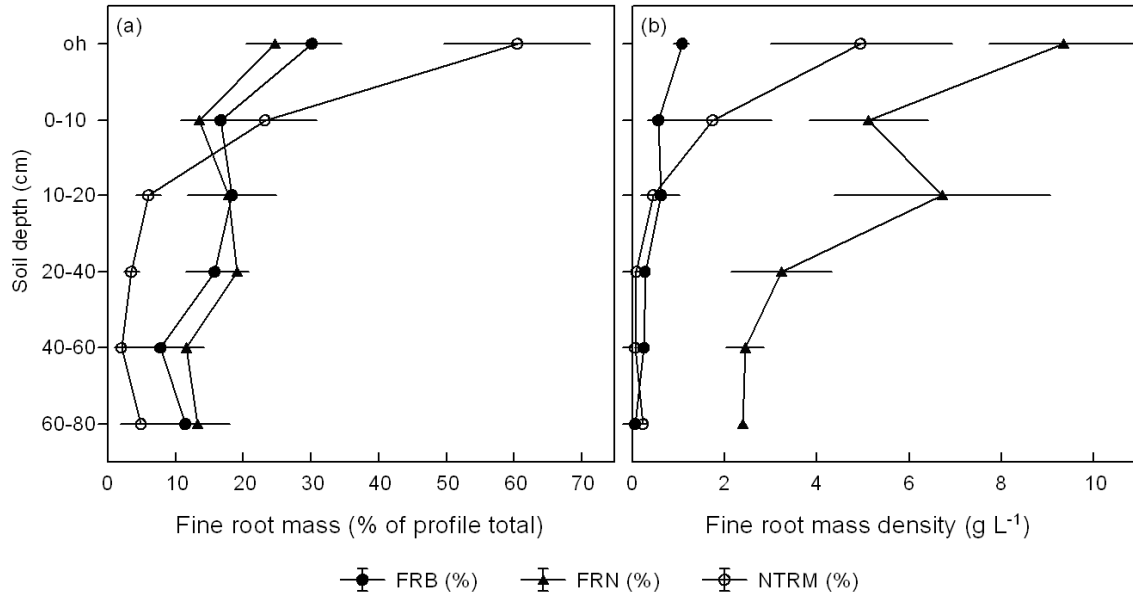 (a)
(b)
oh
0-10
10-20
20-40
40-60
60-80
Soil depth (cm)
0 10 20 30 40 50 60 70
0 2 4 6 8 10
Fine root mass (% of profile total)
Fine root mass density (g L⁻¹)
FRB (%) FRN (%) NTRM (%)